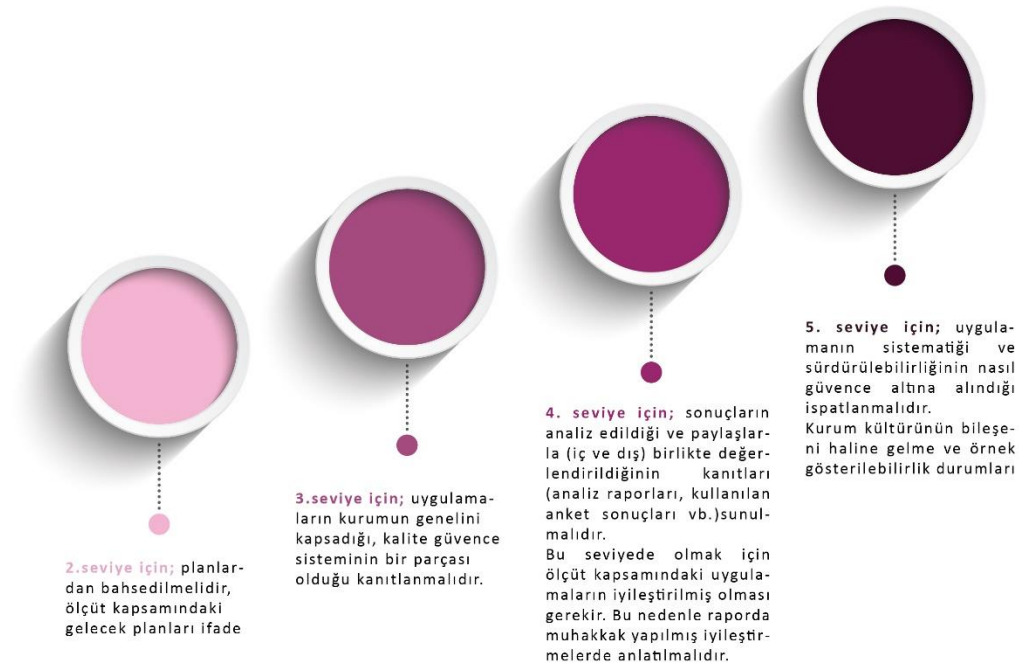 2.seviye için; planlar-
dan bahsedilmelidir,
ölçüt kapsamındaki
gelecek planları ifade
3.seviye için; uygulama-
ların kurumun genelini
kapsadığı, kalite güvence
sisteminin bir parçası
olduğu kanıtlanmalıdır.
4. seviye için; sonuçların
analiz edildiği ve paylaşlar-
la (iç ve dış) birlikte değer-
lendirildiğinin kanıtları
(analiz raporları, kullanılan
anket sonuçları vb.)sunul-
malıdır.
Bu seviyede olmak için
ölçüt kapsamındaki uygula-
maların iyileştirilmiş olması
gerekir. Bu nedenle raporda
muhakkak yapılmış iyileştir-
melerde anlatılmalıdır.
5. seviye için; uygula-
manın sistematiği ve
sürdürülebilirliğinin nasıl
güvence altına alındığı
ispatlanmalıdır.
Kurum kültürünün bileşe-
ni haline gelme ve örnek
gösterilebilirlik durumları